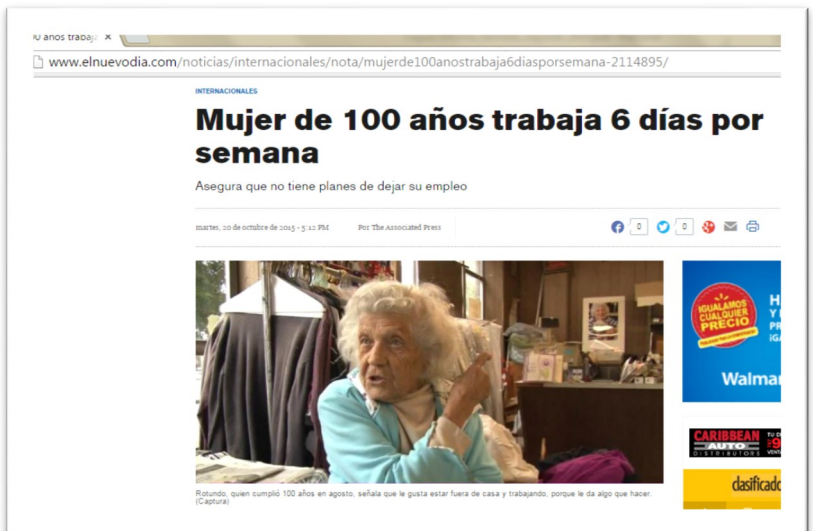 www.elnuevodia.com/noticias/internacionales/nota/mujerde100anostrabaja6diasporsemana-2114895/
INTERNACIONALES
Mujer de 100 años trabaja 6 días por
semana
Asegura que no tiene planes de dejar su empleo
martes, 20 de octubre de 2015 - 5:12 PM Por The Associated Press
0 0
IGUALAMOS
CUALQUIER
PRECIO
Walmar
CARIBBEAN
AUTO
DISTRIBUTORS
clasificado
Rotundo, quien cumplió 100 años en agosto, señala que le gusta estar fuera de casa y trabajando, porque le da algo que hacer.
(Captura)